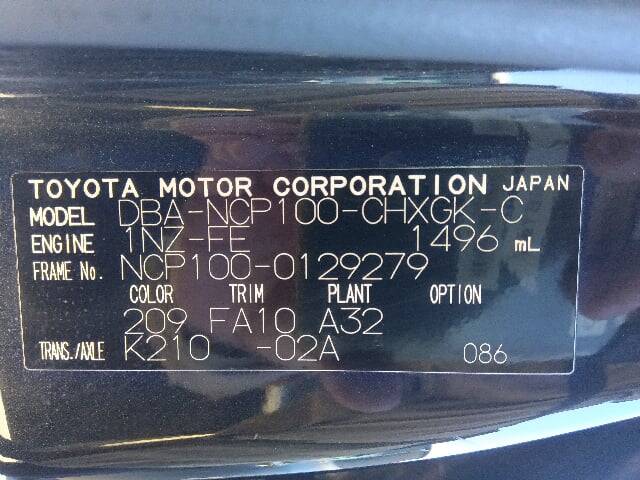 TOYOTA MOTOR CORPORATION JAPAN
MODEL DBA-NCP100-CHXGK-C
ENGINE 1NZ-FE 1496 mL
FRAME No. NCP100-0129279
COLOR TRIM PLANT OPTION
209 FA10 A32
TRANS./AXLE K210 -02A 086